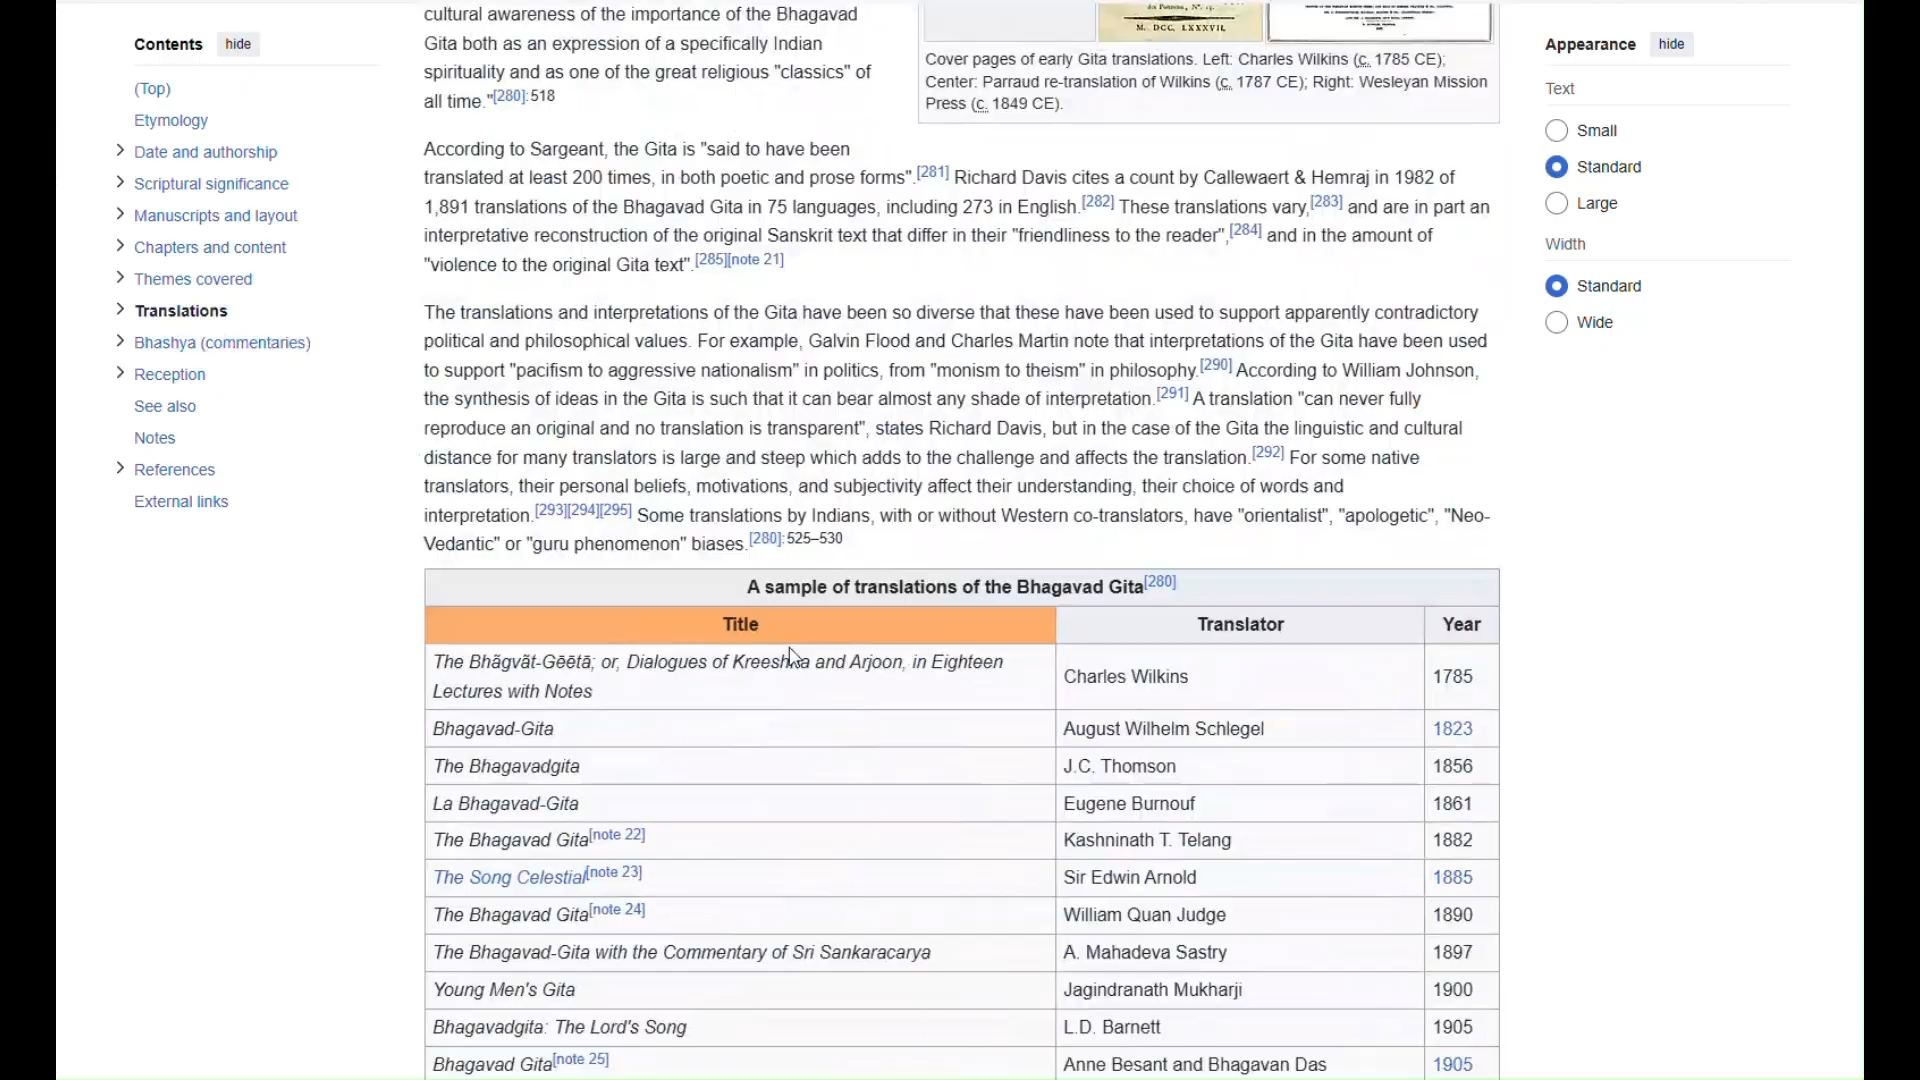 Contents hide
(Top)
Etymology
Date and authorship
Scriptural significance
Manuscripts and layout
Chapters and content
Themes covered
Translations
Bhashya (commentaries)
Reception
See also
Notes
References
External links
cultural awareness of the importance of the Bhagavad
Gita both as an expression of a specifically Indian
spirituality and as one of the great religious "classics" of
all time."[280]: 518
M. DCC, LXXXVII,
Cover pages of early Gita translations. Left: Charles Wilkins (c. 1785 CE);
Center: Parraud re-translation of Wilkins (c. 1787 CE); Right: Wesleyan Mission
Press (c. 1849 CE).
According to Sargeant, the Gita is "said to have been
translated at least 200 times, in both poetic and prose forms".[281] Richard Davis cites a count by Callewaert & Hemraj in 1982 of
1,891 translations of the Bhagavad Gita in 75 languages, including 273 in English.[282] These translations vary,[283] and are in part an
interpretative reconstruction of the original Sanskrit text that differ in their "friendliness to the reader",[284] and in the amount of
"violence to the original Gita text".[285][note 21]
The translations and interpretations of the Gita have been so diverse that these have been used to support apparently contradictory
political and philosophical values. For example, Galvin Flood and Charles Martin note that interpretations of the Gita have been used
to support "pacifism to aggressive nationalism" in politics, from "monism to theism" in philosophy.[290] According to William Johnson,
the synthesis of ideas in the Gita is such that it can bear almost any shade of interpretation.[291] A translation "can never fully
reproduce an original and no translation is transparent", states Richard Davis, but in the case of the Gita the linguistic and cultural
distance for many translators is large and steep which adds to the challenge and affects the translation.[292] For some native
translators, their personal beliefs, motivations, and subjectivity affect their understanding, their choice of words and
interpretation.[293][294][295] Some translations by Indians, with or without Western co-translators, have "orientalist", "apologetic", "Neo-
Vedantic" or "guru phenomenon" biases.[280]: 525–530
A sample of translations of the Bhagavad Gita[280]
Title Translator Year
The Bhãgvãt-Gēētā; or, Dialogues of Kreeshna and Arjoon, in Eighteen
Lectures with Notes Charles Wilkins 1785
Bhagavad-Gita August Wilhelm Schlegel 1823
The Bhagavadgita J.C. Thomson 1856
La Bhagavad-Gita Eugene Burnouf 1861
The Bhagavad Gita[note 22] Kashninath T. Telang 1882
The Song Celestial[note 23] Sir Edwin Arnold 1885
The Bhagavad Gita[note 24] William Quan Judge 1890
The Bhagavad-Gita with the Commentary of Sri Sankaracarya A. Mahadeva Sastry 1897
Young Men's Gita Jagindranath Mukharji 1900
Bhagavadgita: The Lord's Song L.D. Barnett 1905
Bhagavad Gita[note 25] Anne Besant and Bhagavan Das 1905
Appearance hide
Text
Small
Standard
Large
Width
Standard
Wide